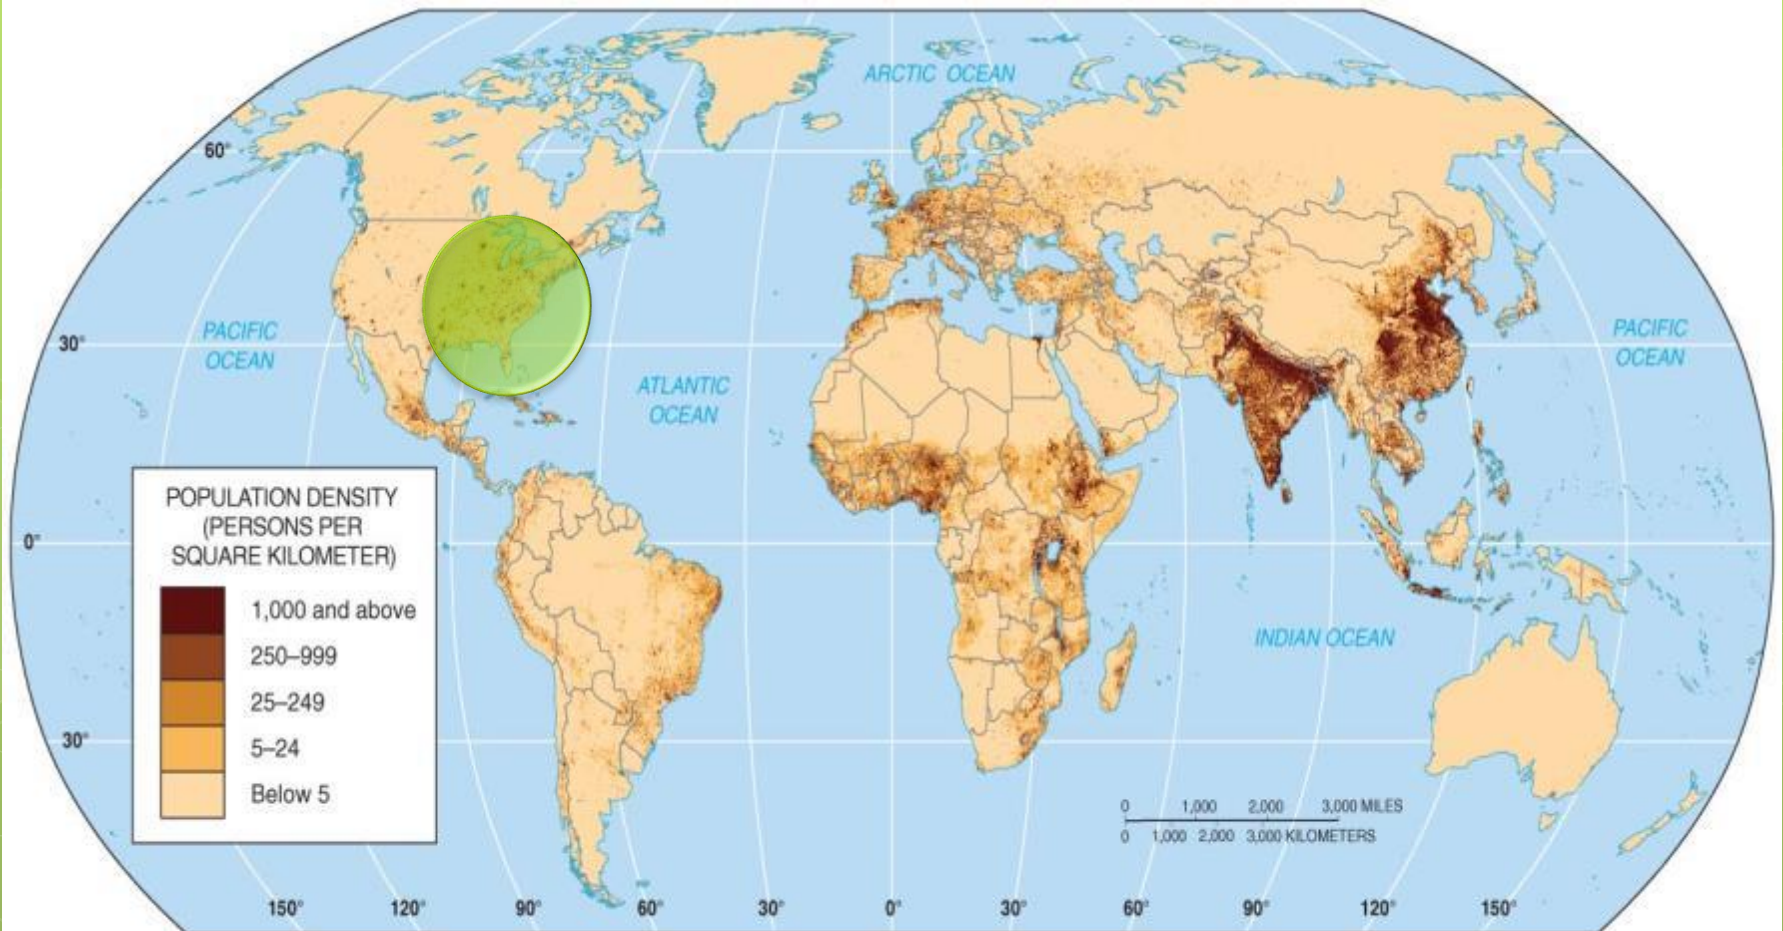 ARCTIC OCEAN
60°
30°
PACIFIC
OCEAN
ATLANTIC
OCEAN
PACIFIC
OCEAN
POPULATION DENSITY
(PERSONS PER
SQUARE KILOMETER)
1,000 and above
250–999
25–249
5–24
Below 5
0°
INDIAN OCEAN
30°
0 1,000 2,000 3,000 MILES
0 1,000 2,000 3,000 KILOMETERS
150° 120° 90° 60° 30° 0° 30° 60° 90° 120° 150°